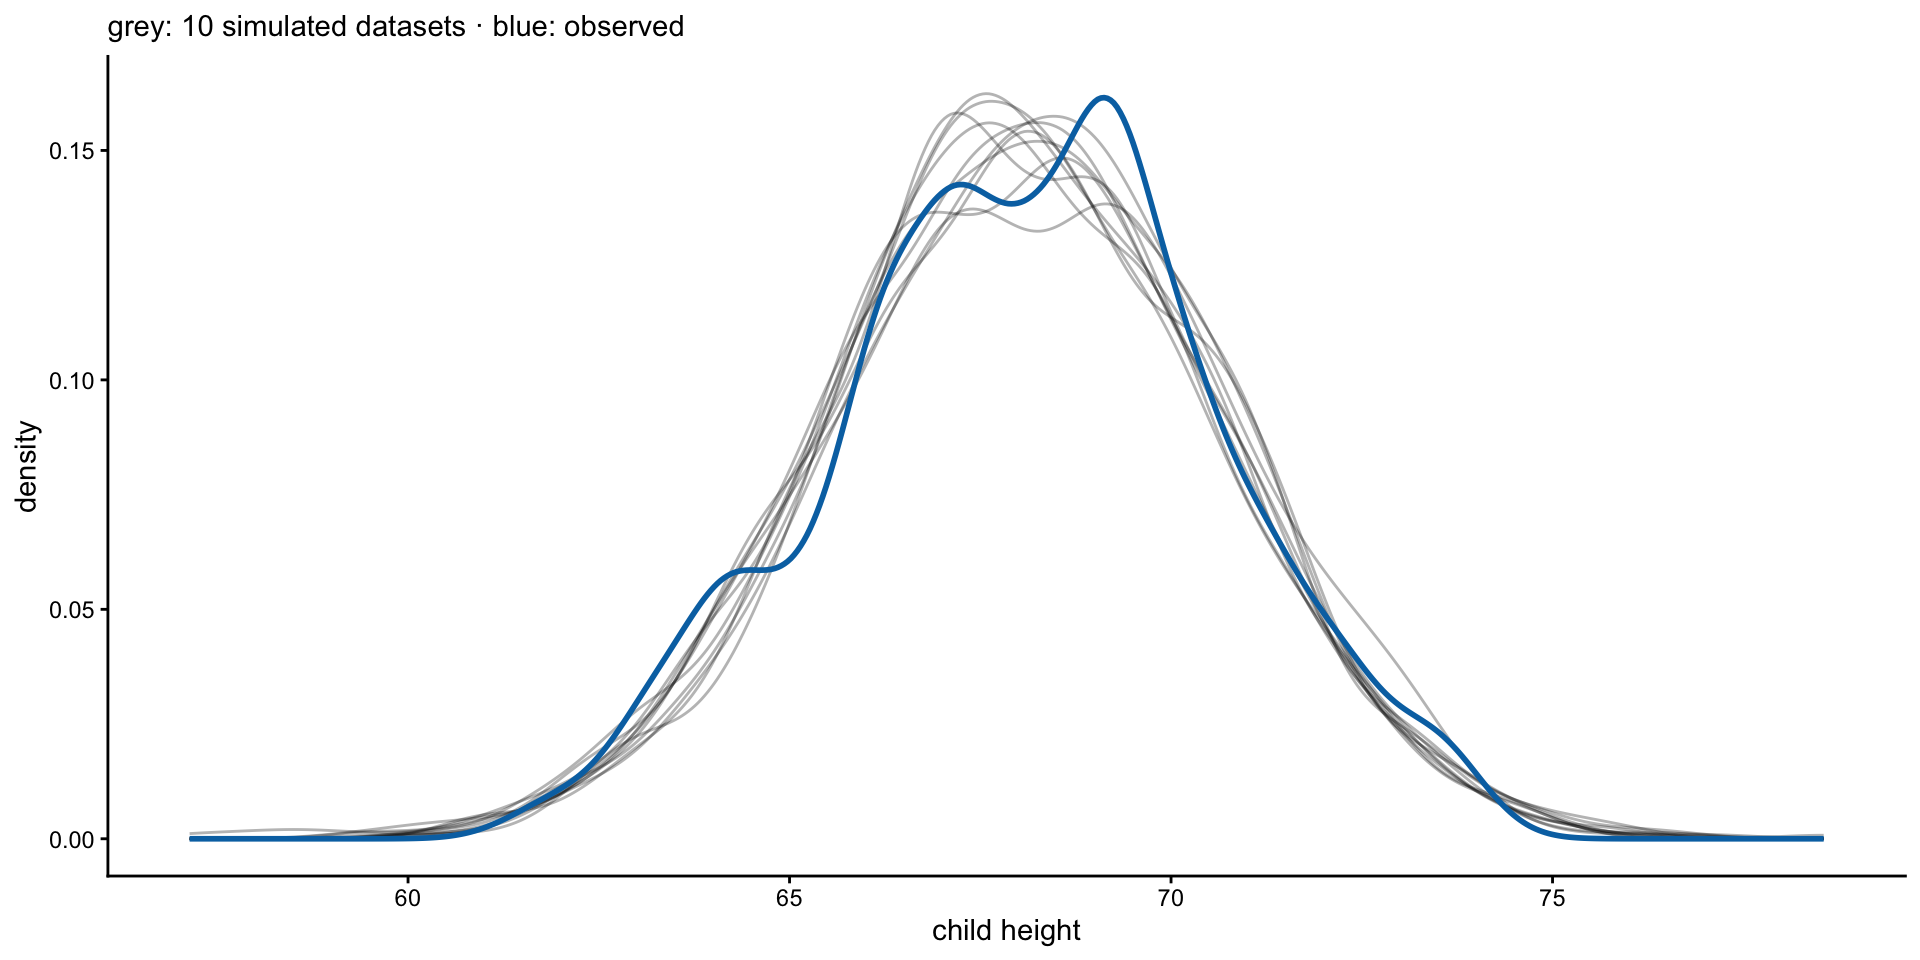 grey: 10 simulated datasets · blue: observed
0.15
0.10
0.05
0.00
density
60 65 70 75
child height